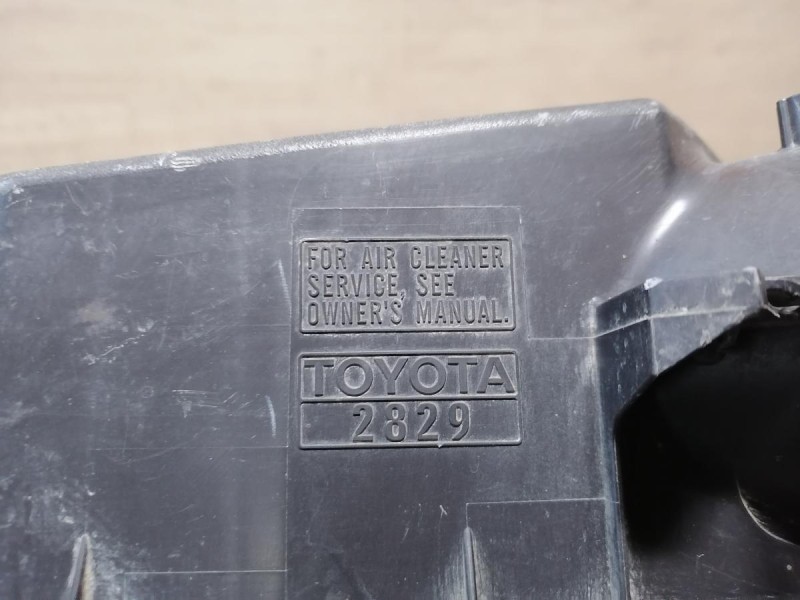 FOR AIR CLEANER
SERVICE, SEE
OWNER'S MANUAL.
TOYOTA
2829